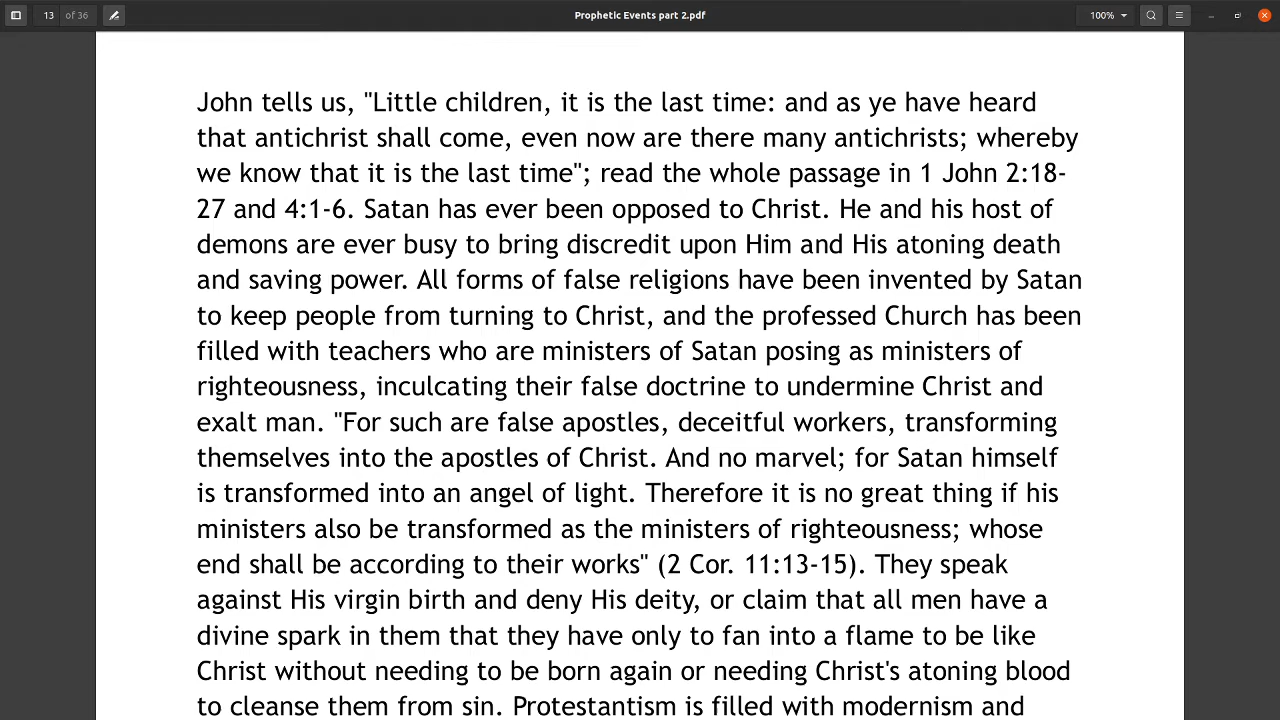 13 of 36
Prophetic Events part 2.pdf
100%
John tells us, "Little children, it is the last time: and as ye have heard
that antichrist shall come, even now are there many antichrists; whereby
we know that it is the last time"; read the whole passage in 1 John 2:18-
27 and 4:1-6. Satan has ever been opposed to Christ. He and his host of
demons are ever busy to bring discredit upon Him and His atoning death
and saving power. All forms of false religions have been invented by Satan
to keep people from turning to Christ, and the professed Church has been
filled with teachers who are ministers of Satan posing as ministers of
righteousness, inculcating their false doctrine to undermine Christ and
exalt man. "For such are false apostles, deceitful workers, transforming
themselves into the apostles of Christ. And no marvel; for Satan himself
is transformed into an angel of light. Therefore it is no great thing if his
ministers also be transformed as the ministers of righteousness; whose
end shall be according to their works" (2 Cor. 11:13-15). They speak
against His virgin birth and deny His deity, or claim that all men have a
divine spark in them that they have only to fan into a flame to be like
Christ without needing to be born again or needing Christ's atoning blood
to cleanse them from sin. Protestantism is filled with modernism and